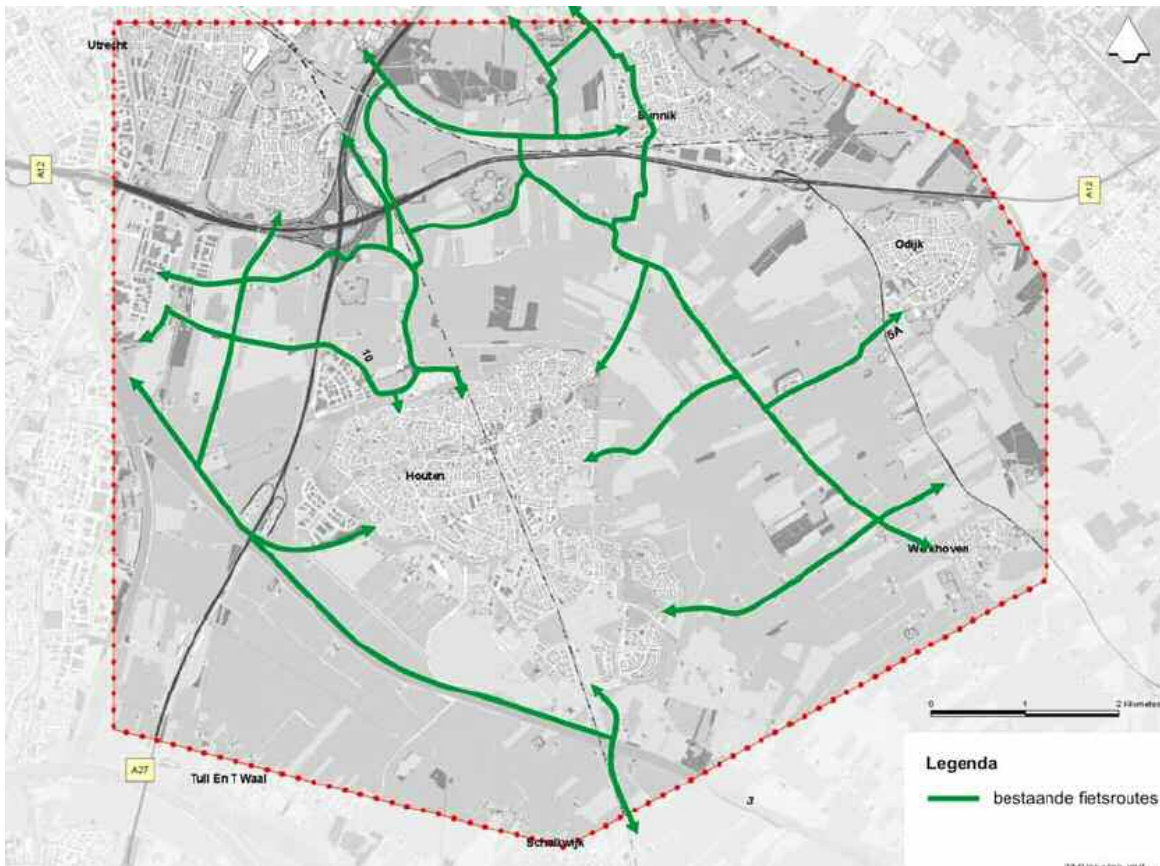 Utrecht
Bunnik
A12
A12
Odijk
5A
10
Houten
Werkhoven
0 1 2 Kilometer
A27
Tull En T Waal
Legenda
bestaande fietsroutes
3
Schalkwijk